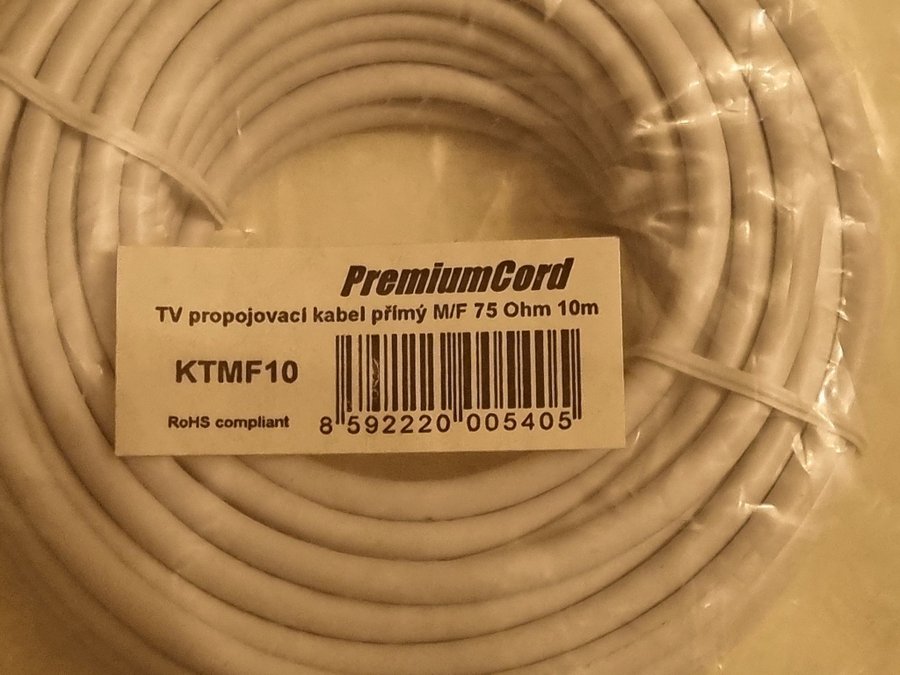 PremiumCord
TV propojovací kabel přímý M/F 75 Ohm 10m
KTMF10
RoHS compliant
8 592220 005405